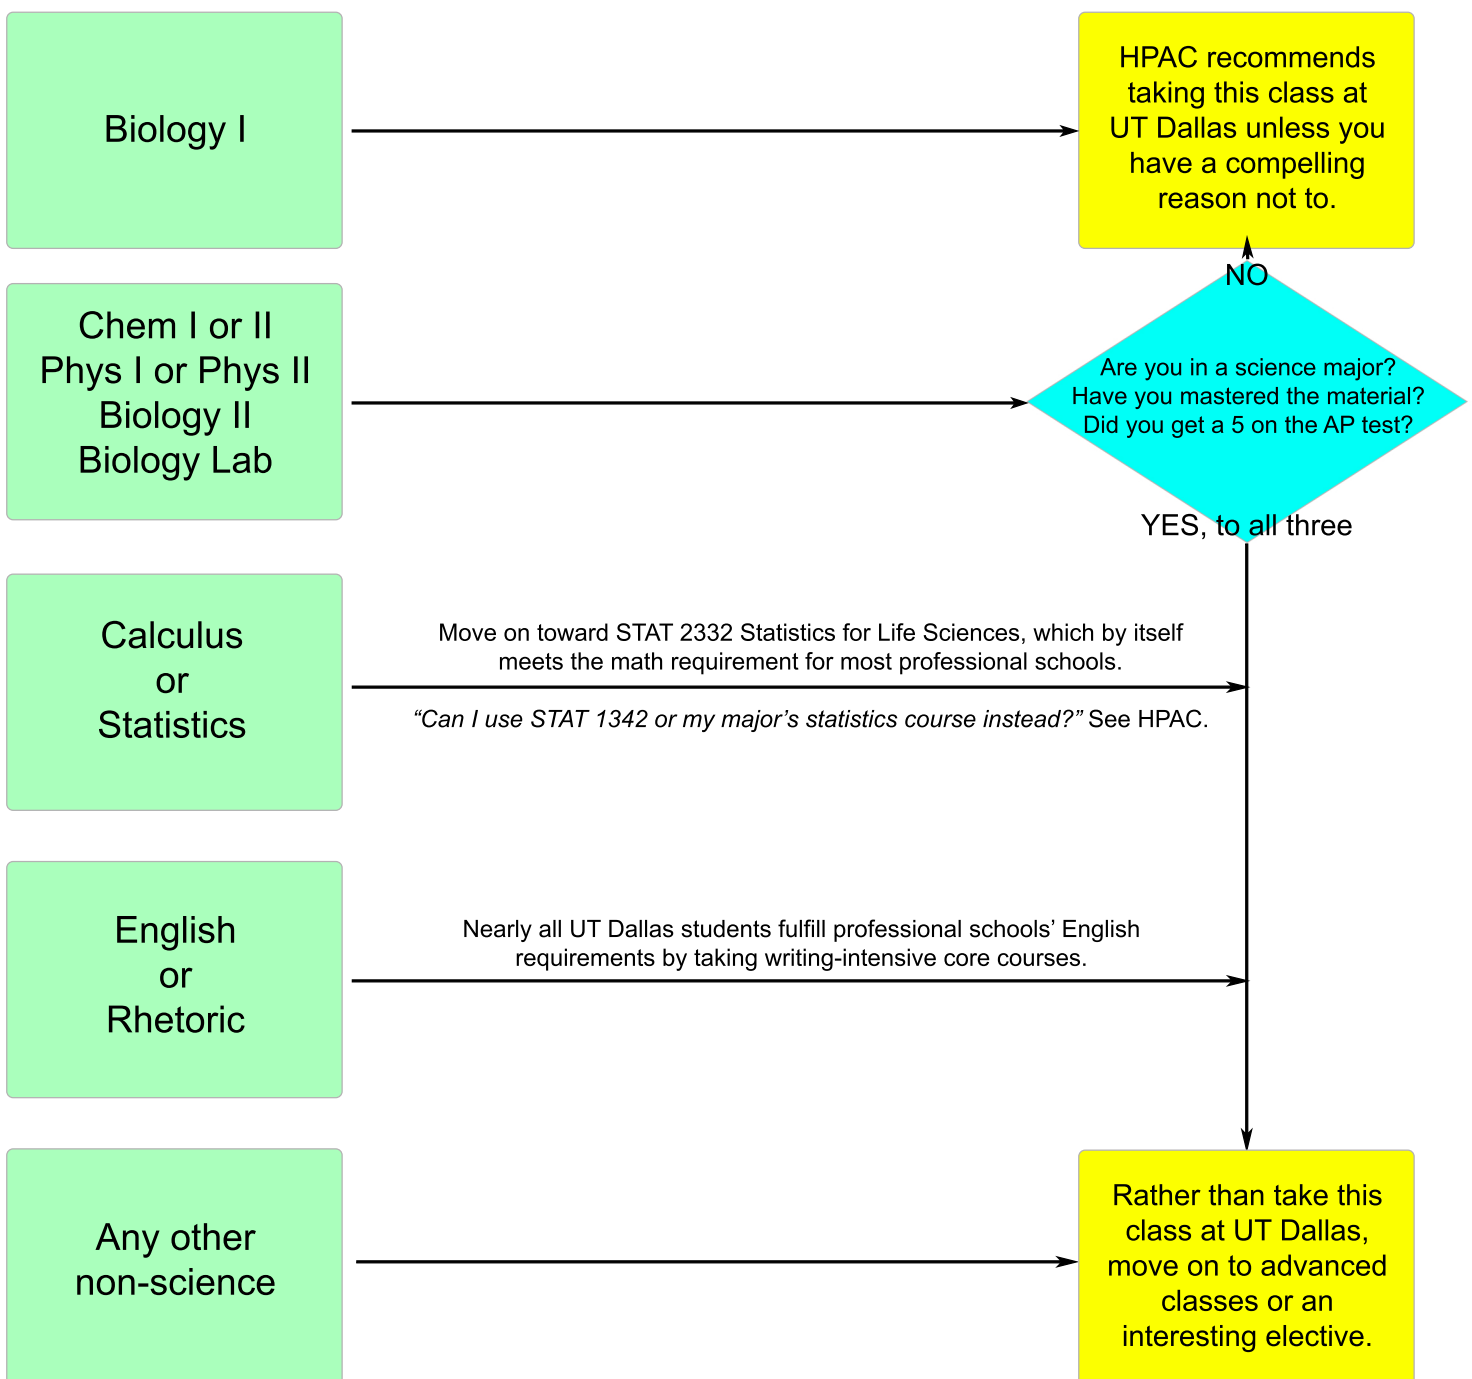 Biology I
HPAC recommends
taking this class at
UT Dallas unless you
have a compelling
reason not to.
NO
Chem I or II
Phys I or Phys II
Biology II
Biology Lab
Are you in a science major?
Have you mastered the material?
Did you get a 5 on the AP test?
YES, to all three
Calculus
or
Statistics
Move on toward STAT 2332 Statistics for Life Sciences, which by itself
meets the math requirement for most professional schools.
“Can I use STAT 1342 or my major’s statistics course instead?” See HPAC.
English
or
Rhetoric
Nearly all UT Dallas students fulfill professional schools’ English
requirements by taking writing-intensive core courses.
Any other
non-science
Rather than take this
class at UT Dallas,
move on to advanced
classes or an
interesting elective.